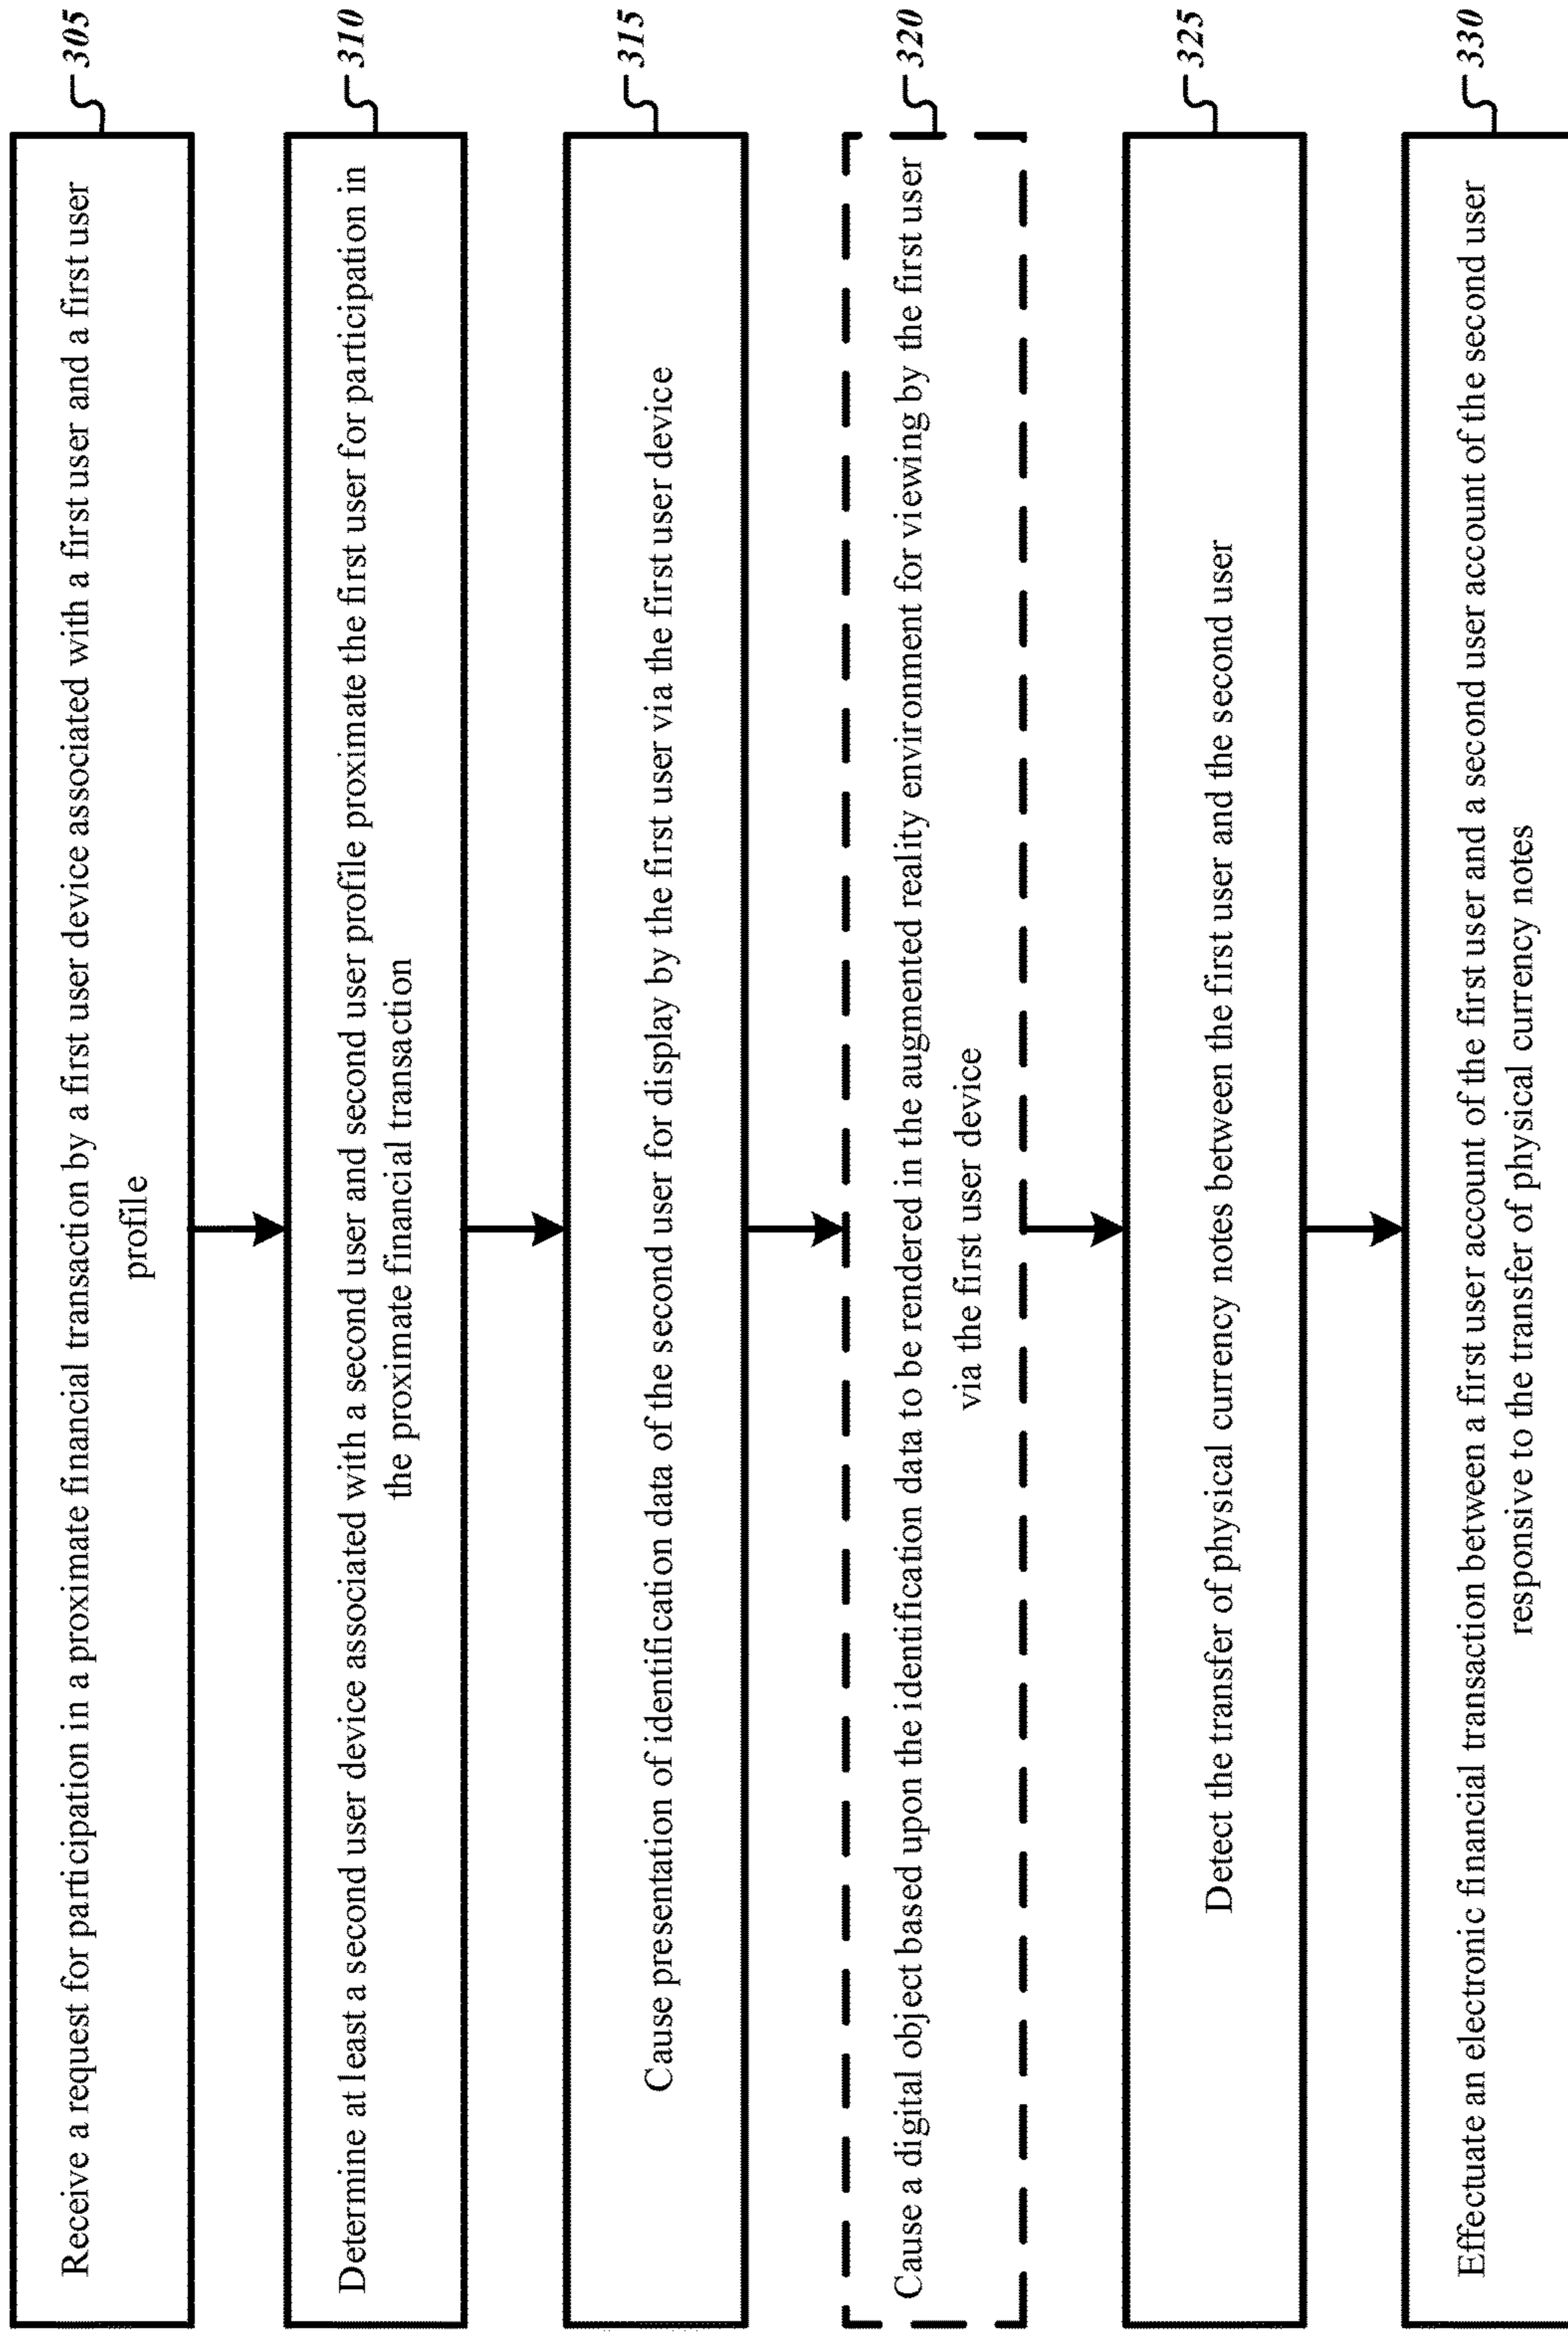 Receive a request for participation in a proximate financial transaction by a first user device associated with a first user and a first user
profile
305
Determine at least a second user device associated with a second user and second user profile proximate the first user for participation in
the proximate financial transaction
310
Cause presentation of identification data of the second user for display by the first user via the first user device
315
Cause a digital object based upon the identification data to be rendered in the augmented reality environment for viewing by the first user
via the first user device
320
Detect the transfer of physical currency notes between the first user and the second user
325
Effectuate an electronic financial transaction between a first user account of the first user and a second user account of the second user
responsive to the transfer of physical currency notes
330